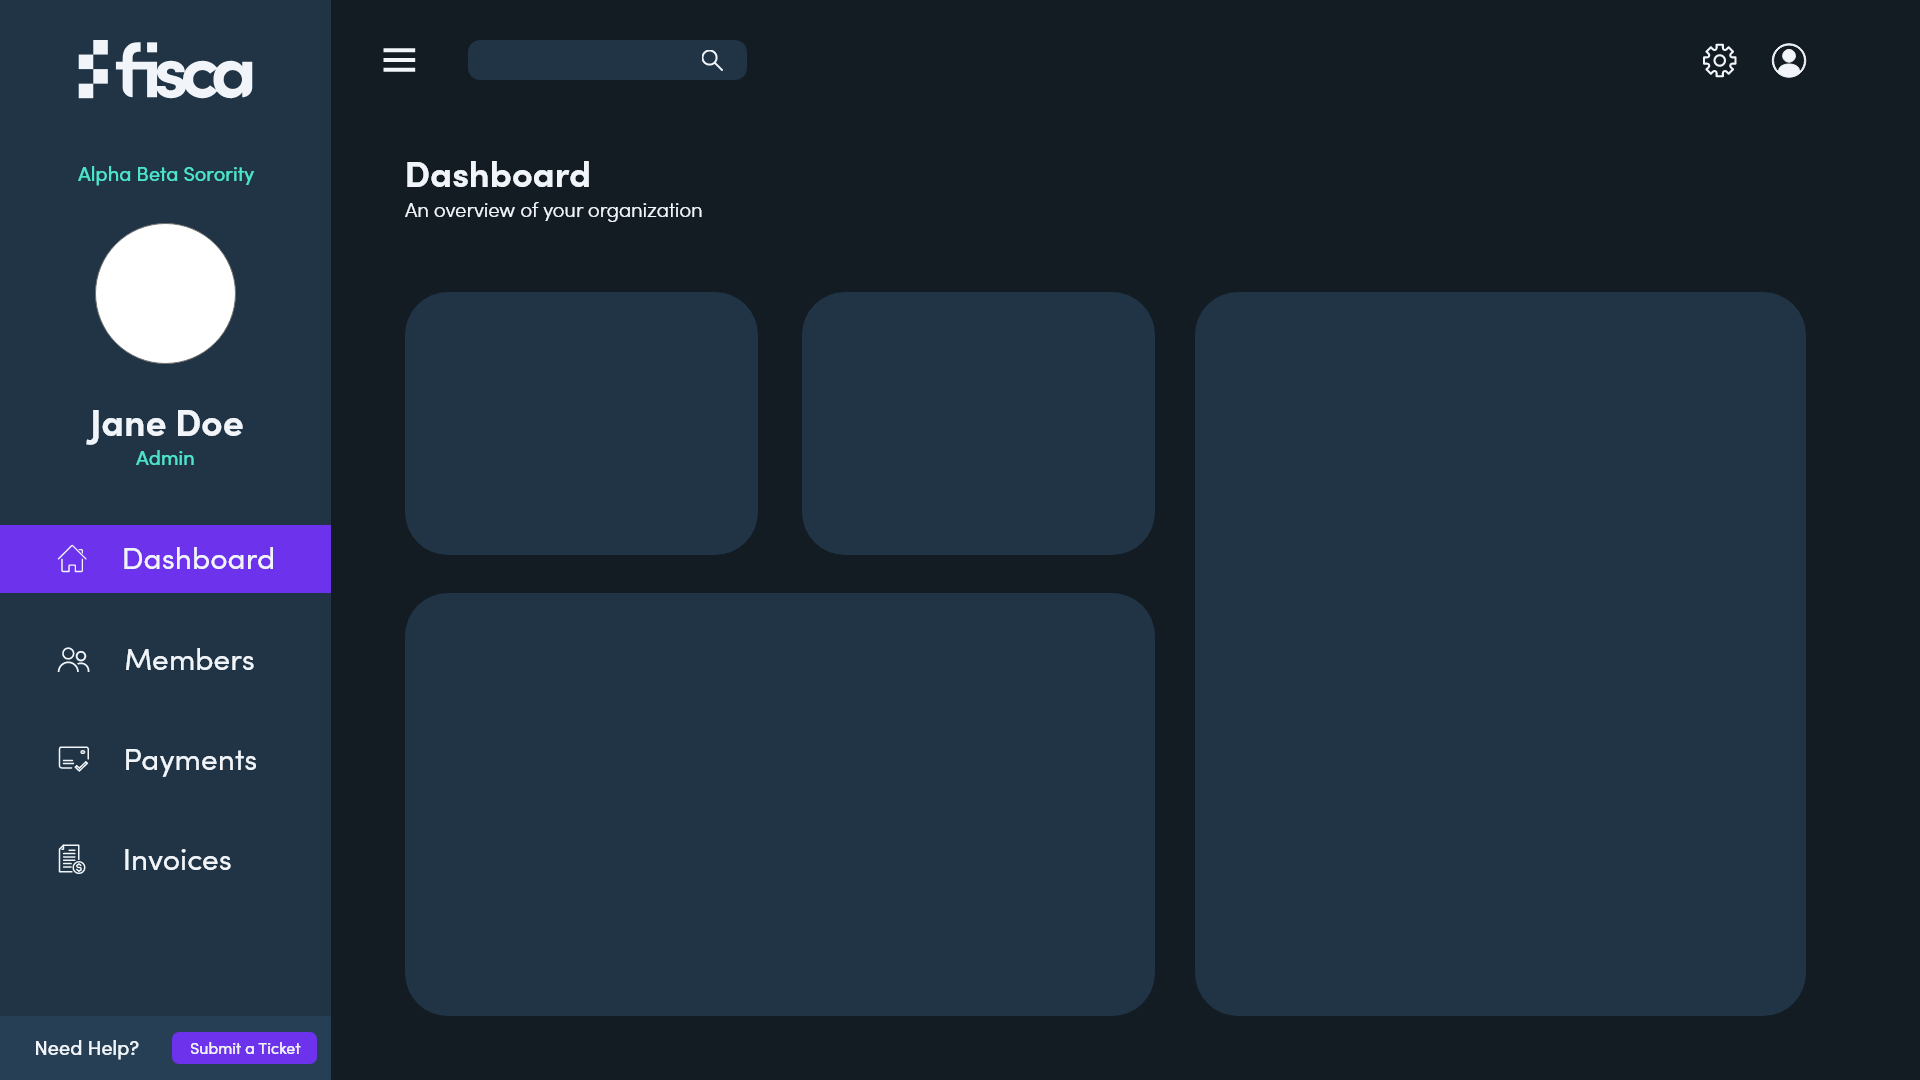 fisca
Alpha Beta Sorority
Jane Doe
Admin
Dashboard
Members
Payments
Invoices
Need Help?
Submit a Ticket
Dashboard
An overview of your organization